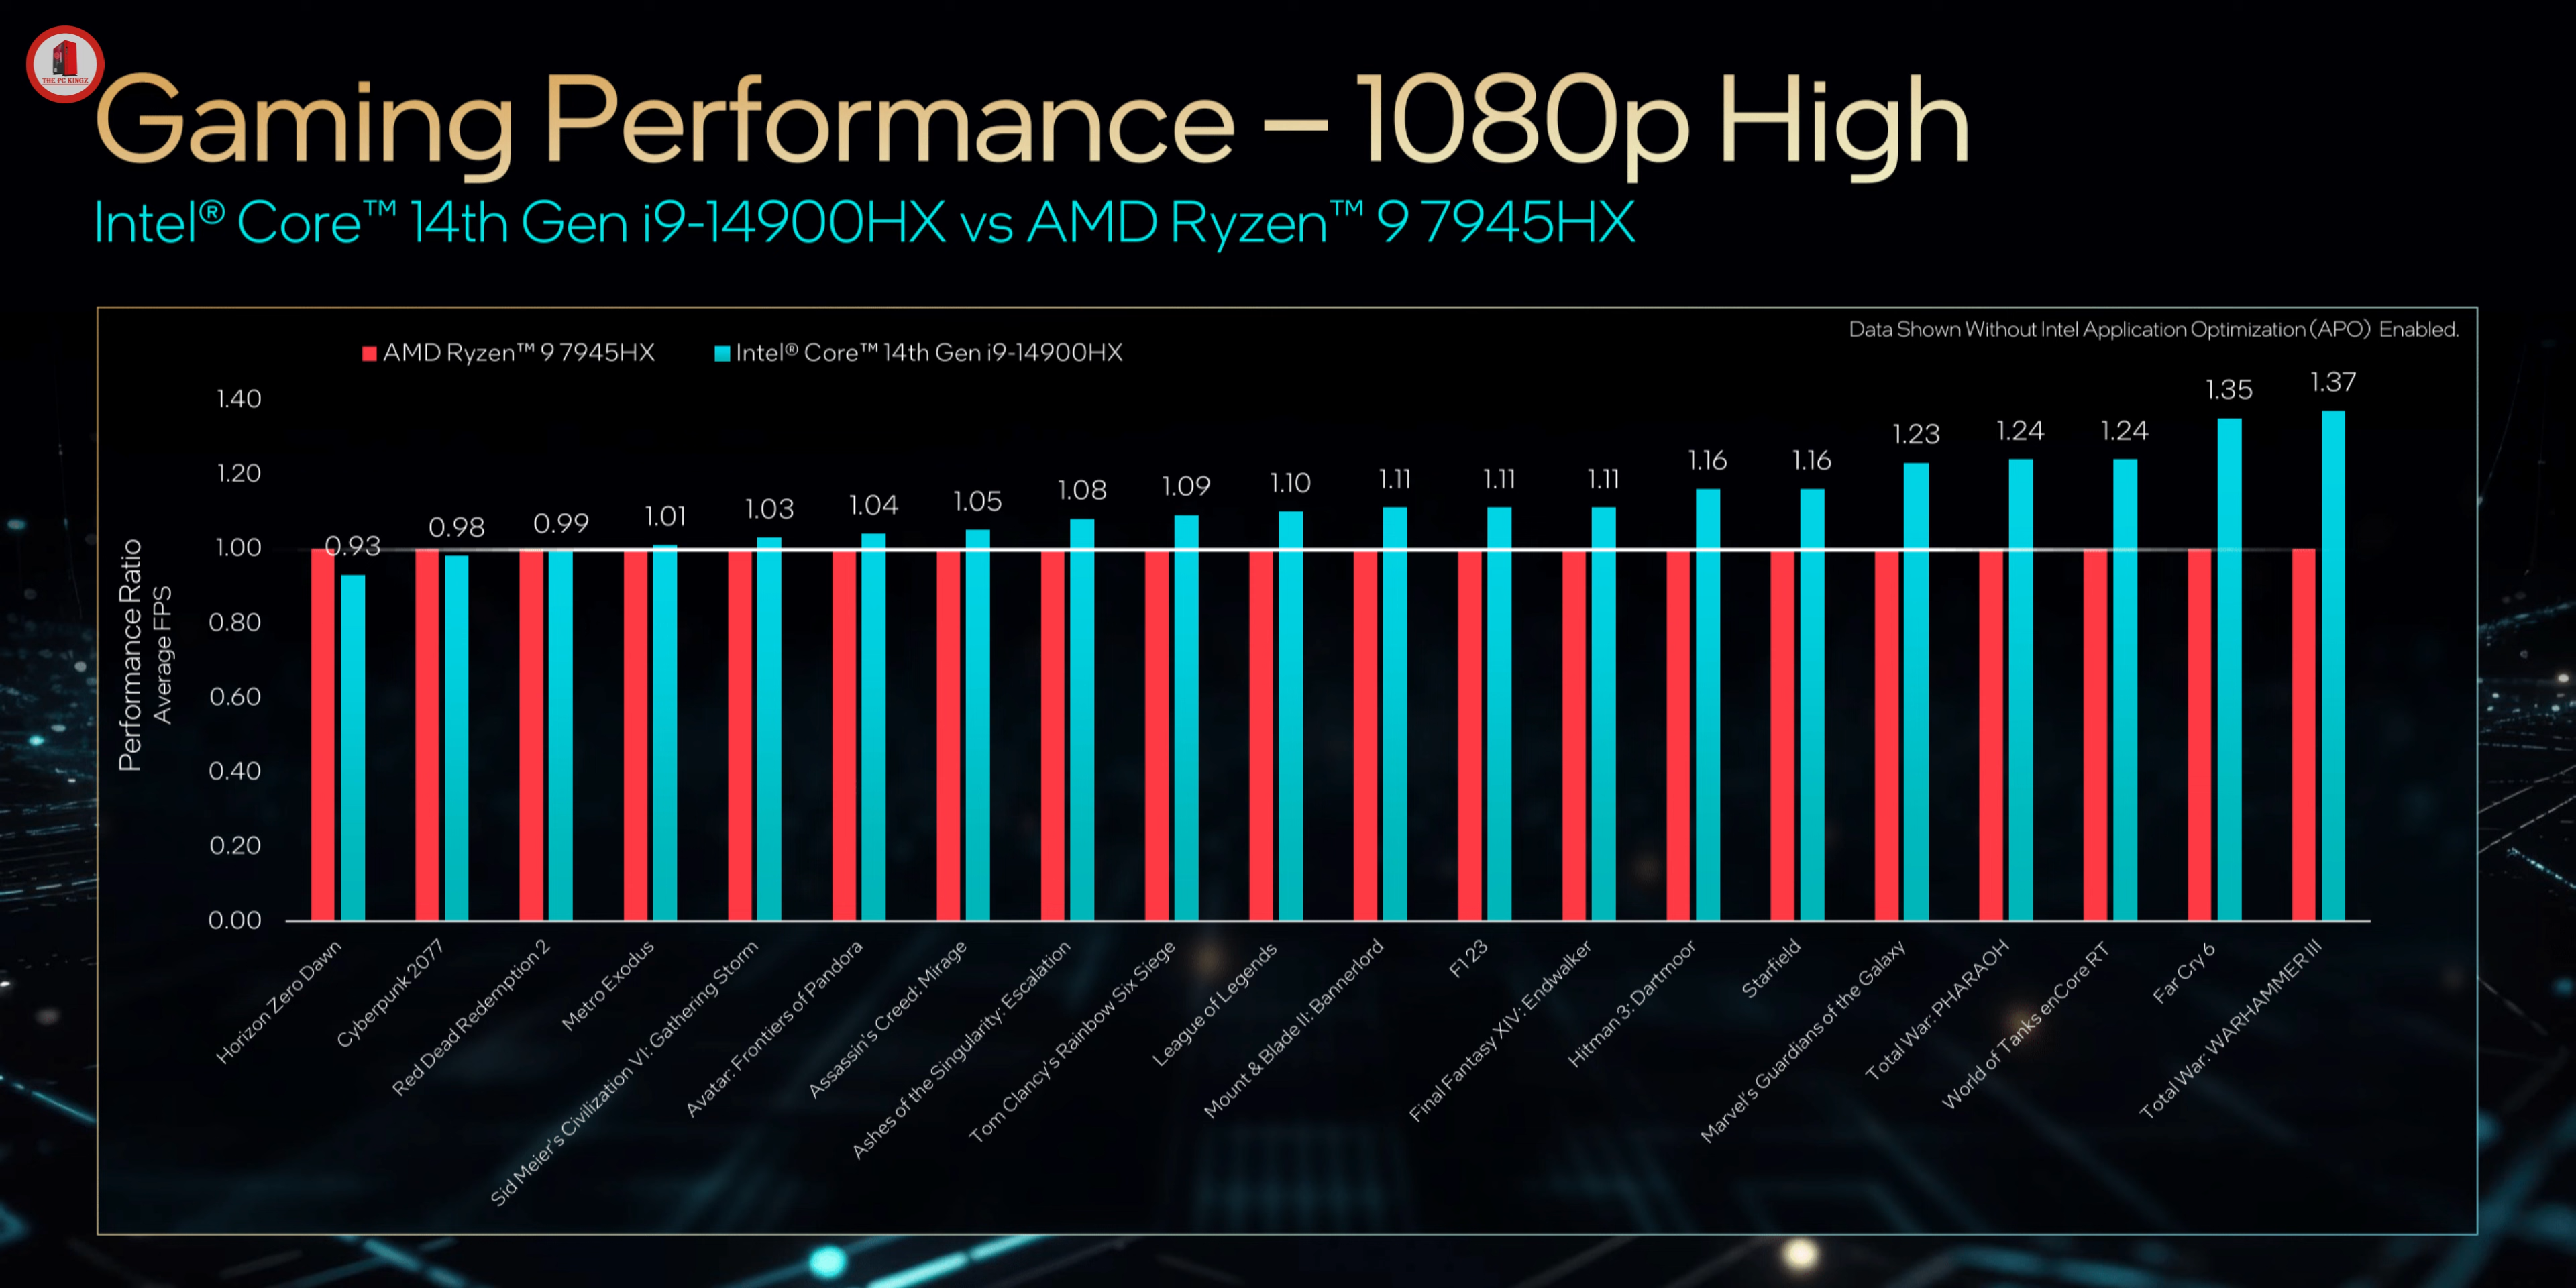 THE PC KINGZ
Gaming Performance – 1080p High
Intel® Core™ 14th Gen i9-14900HX vs AMD Ryzen™ 9 7945HX
Data Shown Without Intel Application Optimization (APO) Enabled.
AMD Ryzen™ 9 7945HX
Intel® Core™ 14th Gen i9-14900HX
Performance Ratio
Average FPS
1.40
1.20
1.00
0.80
0.60
0.40
0.20
0.00
0.93
0.98
0.99
1.01
1.03
1.04
1.05
1.08
1.09
1.10
1.11
1.11
1.11
1.16
1.16
1.23
1.24
1.24
1.35
1.37
Horizon Zero Dawn
Cyberpunk 2077
Red Dead Redemption 2
Metro Exodus
Sid Meier's Civilization VI: Gathering Storm
Avatar: Frontiers of Pandora
Assassin's Creed: Mirage
Ashes of the Singularity: Escalation
Tom Clancy's Rainbow Six Siege
League of Legends
Mount & Blade II: Bannerlord
F1 23
Final Fantasy XIV: Endwalker
Hitman 3: Dartmoor
Starfield
Marvel's Guardians of the Galaxy
Total War: PHARAOH
World of Tanks enCore RT
Far Cry 6
Total War: WARHAMMER III